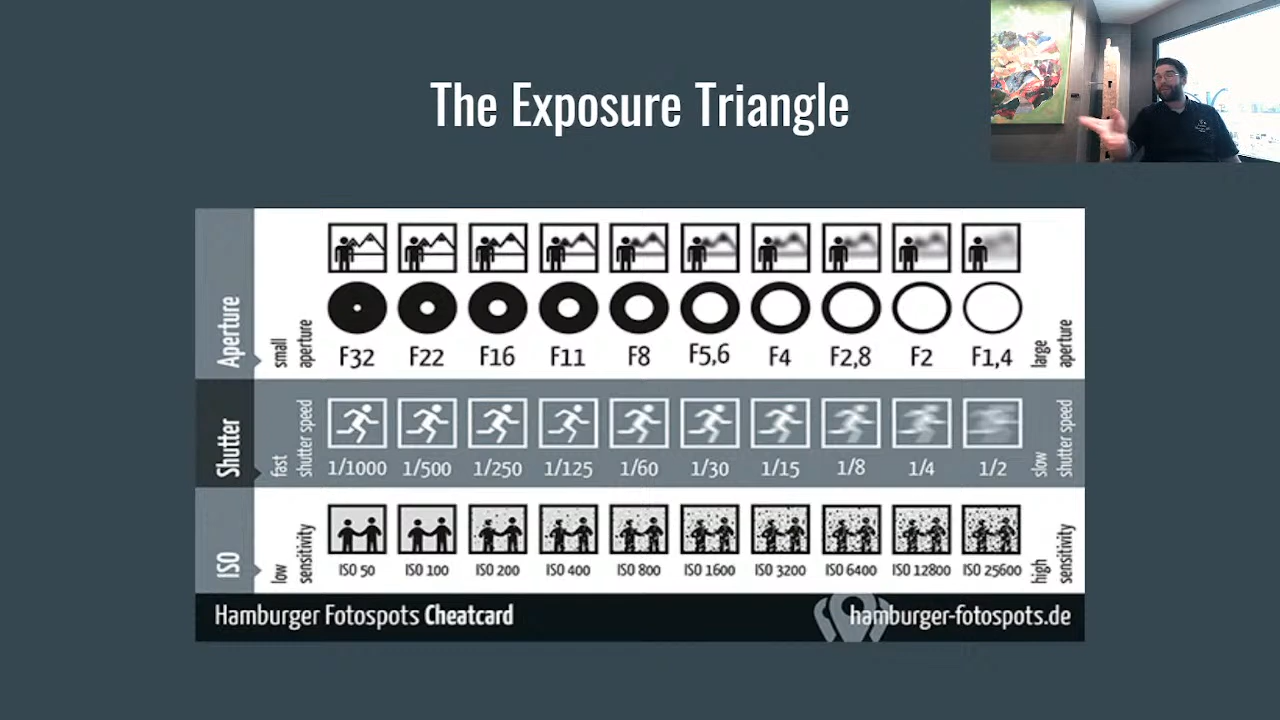 The Exposure Triangle
Aperture
small aperture
F32 F22 F16 F11 F8 F5,6 F4 F2,8 F2 F1,4
large aperture
Shutter
fast shutter speed
1/1000 1/500 1/250 1/125 1/60 1/30 1/15 1/8 1/4 1/2
slow shutter speed
ISO
low sensitivity
ISO 50 ISO 100 ISO 200 ISO 400 ISO 800 ISO 1600 ISO 3200 ISO 6400 ISO 12800 ISO 25600
high sensitivity
Hamburger Fotospots Cheatcard
hamburger-fotospots.de